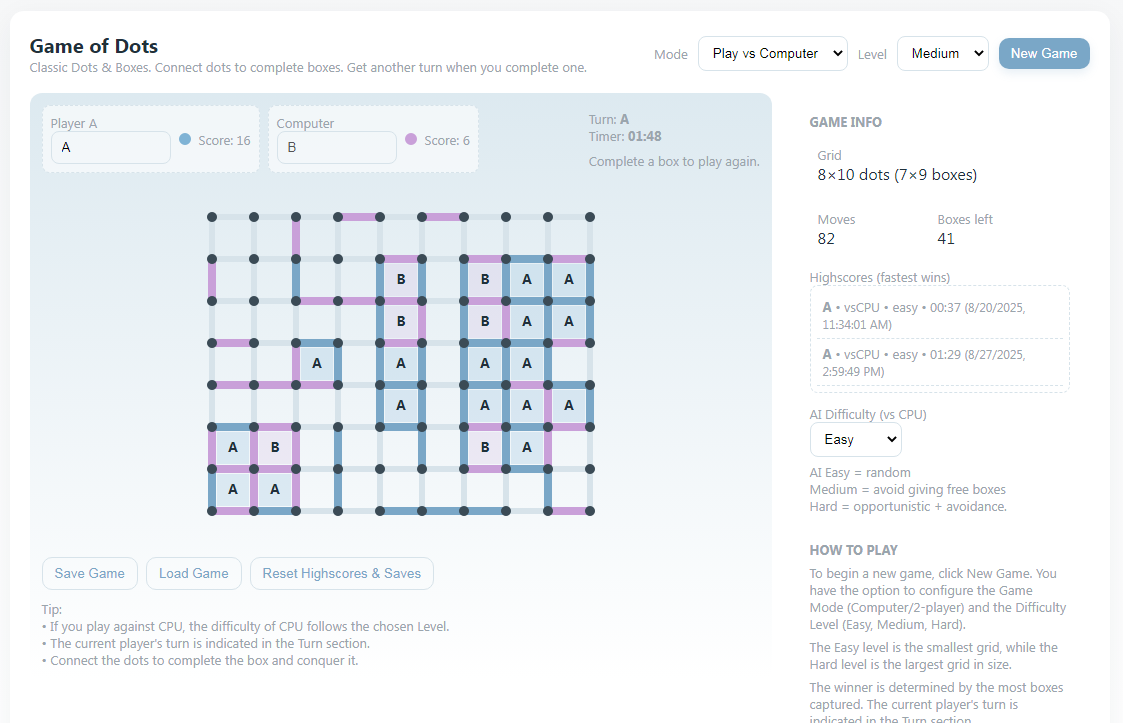 Game of Dots
Classic Dots & Boxes. Connect dots to complete boxes. Get another turn when you complete one.
Mode
Play vs Computer
Level
Medium
New Game
Player A
A
Score: 16
Computer
B
Score: 6
Turn: A
Timer: 01:48
Complete a box to play again.
B B A A
B B A A
A A A A
A A A A
A B B A
A A
Save Game
Load Game
Reset Highscores & Saves
Tip:
• If you play against CPU, the difficulty of CPU follows the chosen Level.
• The current player's turn is indicated in the Turn section.
• Connect the dots to complete the box and conquer it.
GAME INFO
Grid
8×10 dots (7×9 boxes)
Moves
82
Boxes left
41
Highscores (fastest wins)
A • vsCPU • easy • 00:37 (8/20/2025,
11:34:01 AM)
A • vsCPU • easy • 01:29 (8/27/2025,
2:59:49 PM)
AI Difficulty (vs CPU)
Easy
AI Easy = random
Medium = avoid giving free boxes
Hard = opportunistic + avoidance.
HOW TO PLAY
To begin a new game, click New Game. You
have the option to configure the Game
Mode (Computer/2-player) and the Difficulty
Level (Easy, Medium, Hard).
The Easy level is the smallest grid, while the
Hard level is the largest grid in size.
The winner is determined by the most boxes
captured. The current player's turn is
indicated in the Turn section.